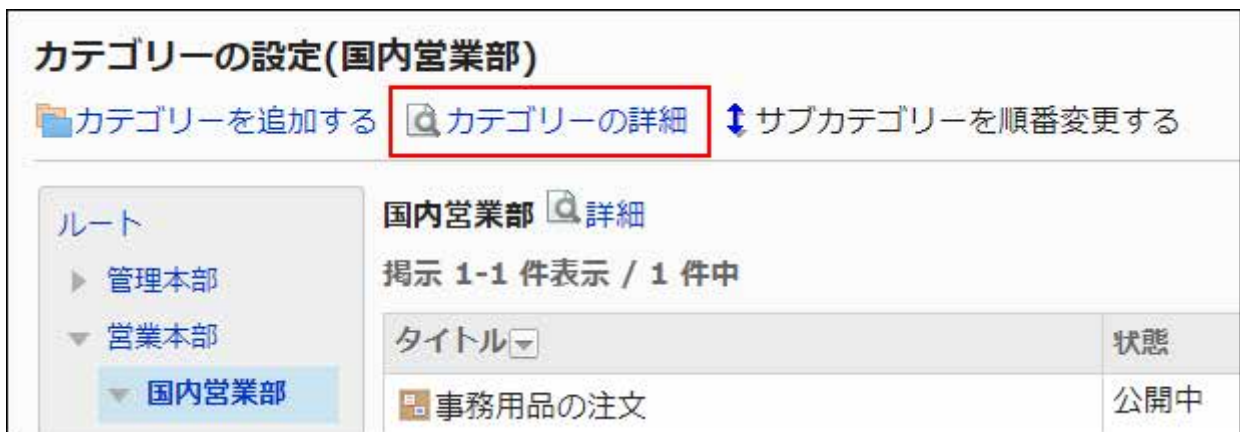 カテゴリーの設定(国内営業部)
カテゴリーを追加する カテゴリーの詳細 サブカテゴリーを順番変更する
ルート
管理本部
営業本部
国内営業部
国内営業部 詳細
掲示 1-1 件表示 / 1 件中
タイトル 状態
事務用品の注文 公開中